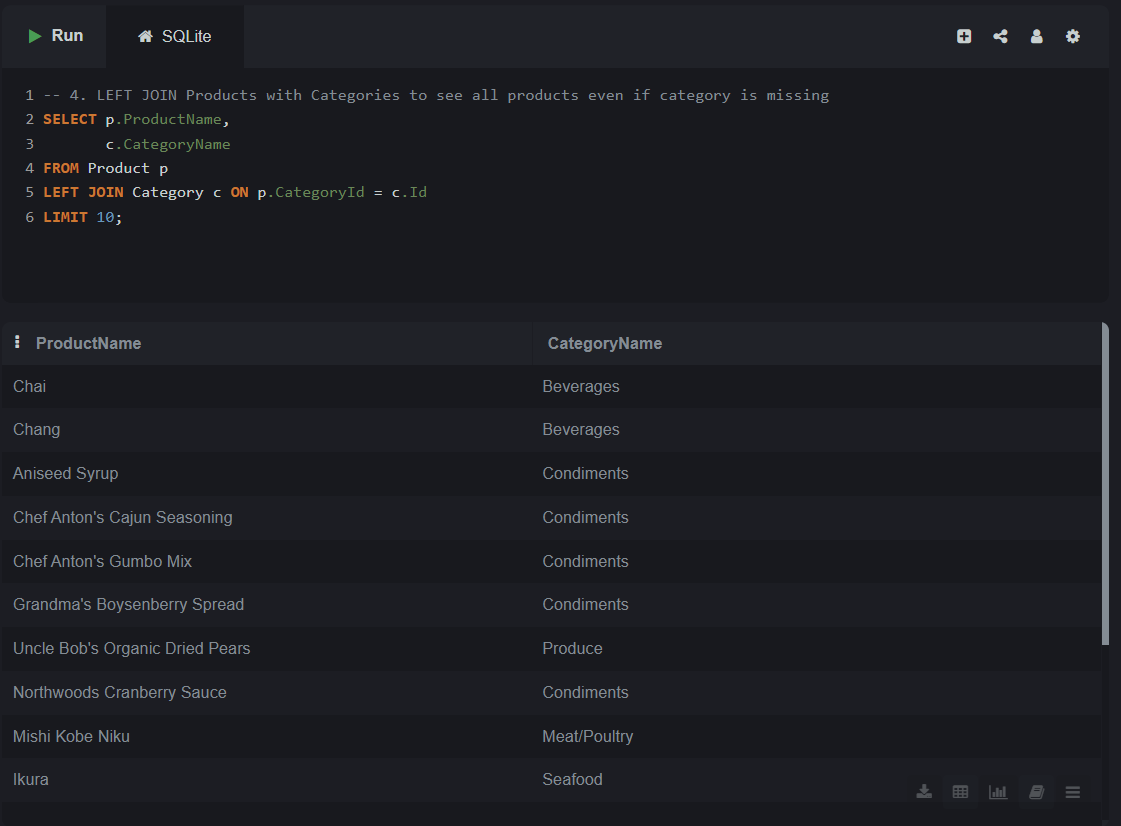 Run SQLite
1 -- 4. LEFT JOIN Products with Categories to see all products even if category is missing
2 SELECT p.ProductName,
3        c.CategoryName
4 FROM Product p
5 LEFT JOIN Category c ON p.CategoryId = c.Id
6 LIMIT 10;
ProductName CategoryName
Chai Beverages
Chang Beverages
Aniseed Syrup Condiments
Chef Anton's Cajun Seasoning Condiments
Chef Anton's Gumbo Mix Condiments
Grandma's Boysenberry Spread Condiments
Uncle Bob's Organic Dried Pears Produce
Northwoods Cranberry Sauce Condiments
Mishi Kobe Niku Meat/Poultry
Ikura Seafood